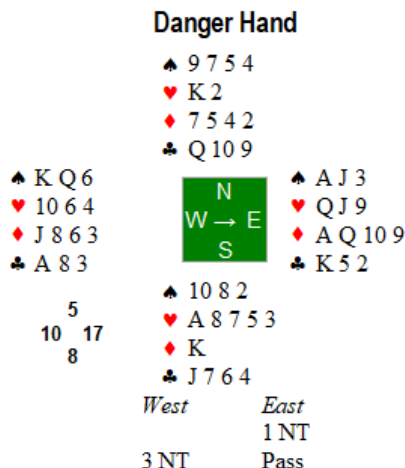 Danger Hand
♠ 9 7 5 4
♥ K 2
♦ 7 5 4 2
♣ Q 10 9
♠ K Q 6
♥ 10 6 4
♦ J 8 6 3
♣ A 8 3
N
W → E
S
♠ A J 3
♥ Q J 9
♦ A Q 10 9
♣ K 5 2
♠ 10 8 2
♥ A 8 7 5 3
♦ K
♣ J 7 6 4
5
10 17
8
West East
1 NT
3 NT Pass